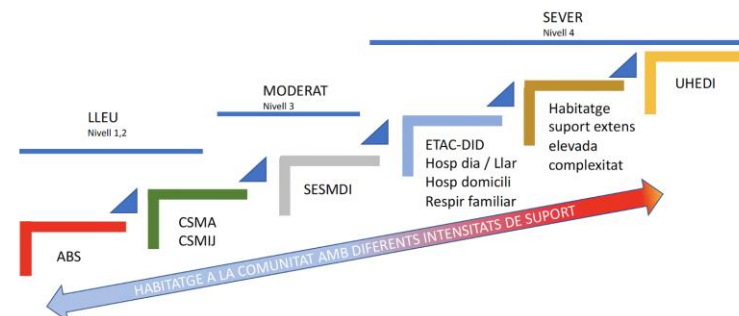 SEVER
Nivell 4
MODERAT
Nivell 3
LLEU
Nivell 1,2
ABS
CSMA
CSMIJ
SESMDI
ETAC-DID
Hosp dia / Llar
Hosp domicili
Respir familiar
Habitatge
suport extens
elevada
complexitat
UHEDI
HABITATGE A LA COMUNITAT AMB DIFERENTS INTENSITATS DE SUPORT